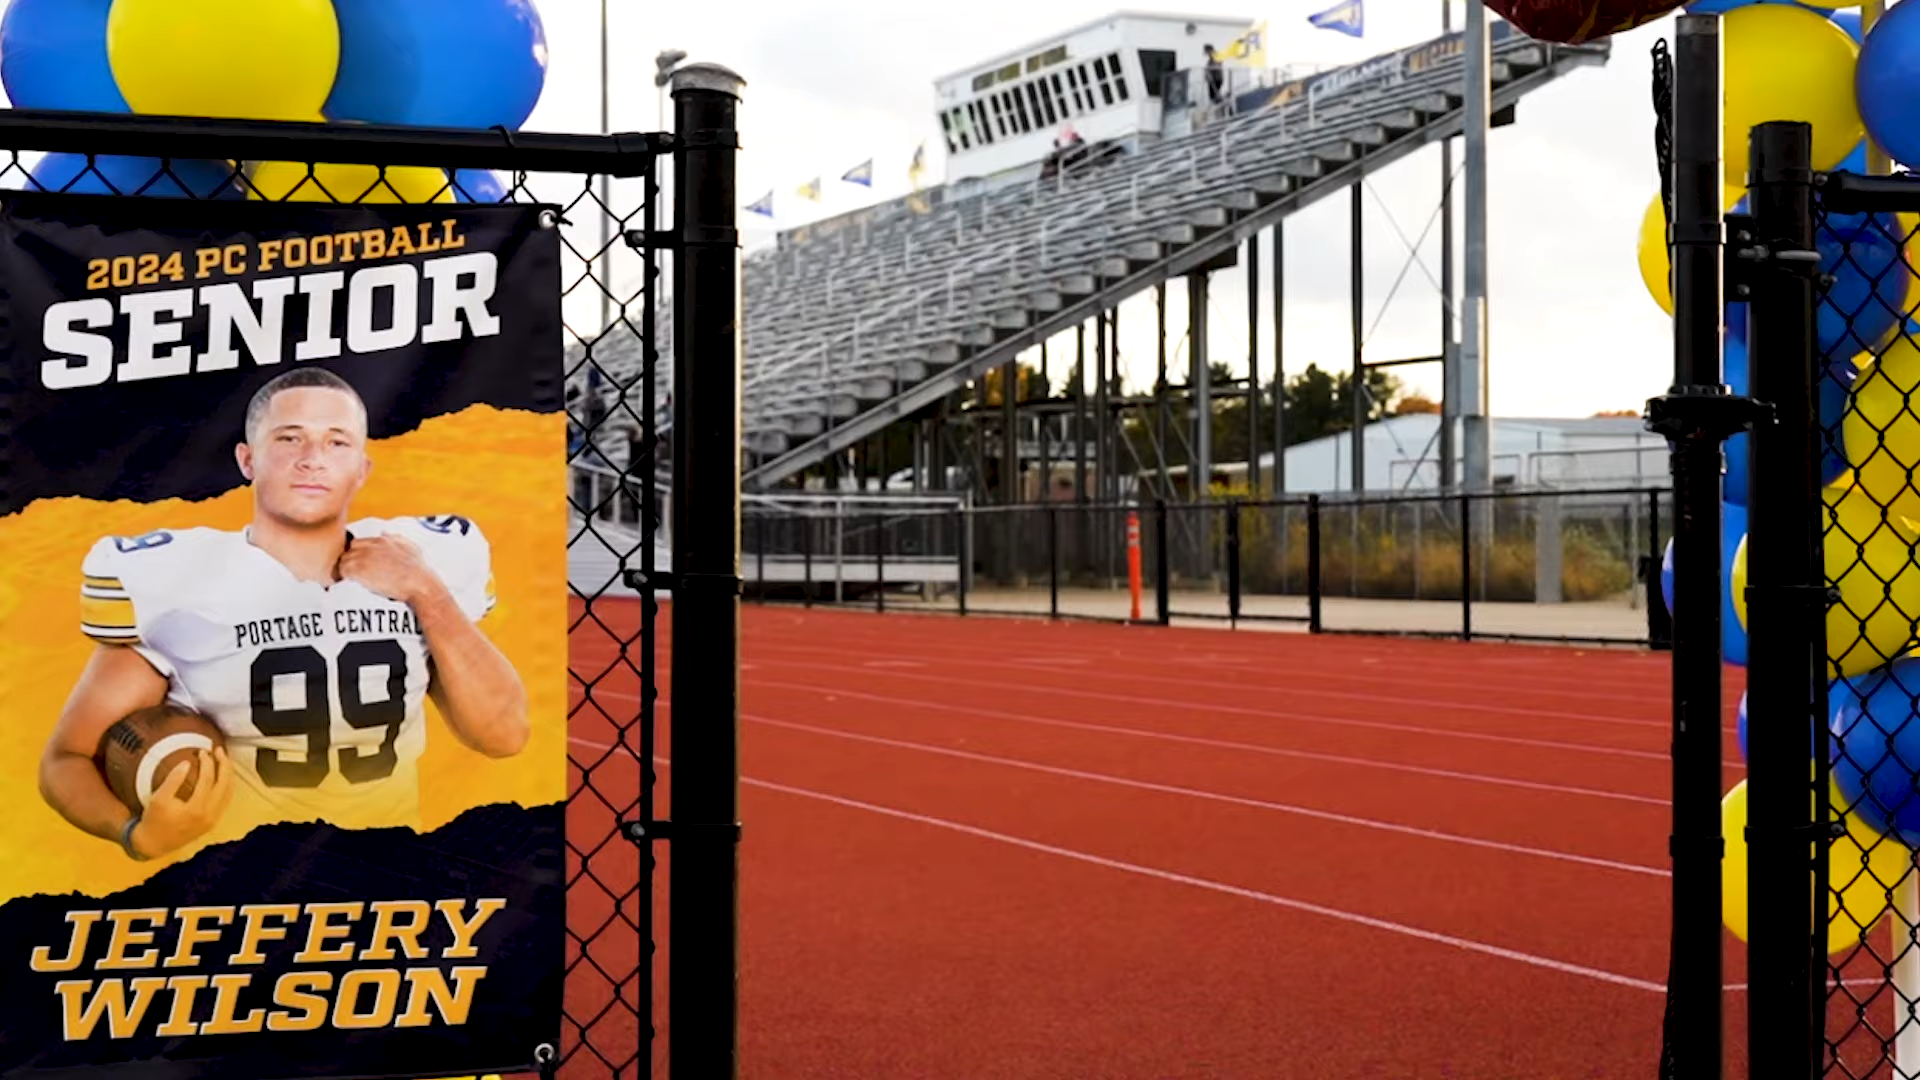 2024 PC FOOTBALL
SENIOR
PORTAGE CENTRAL
99
JEFFERY
WILSON